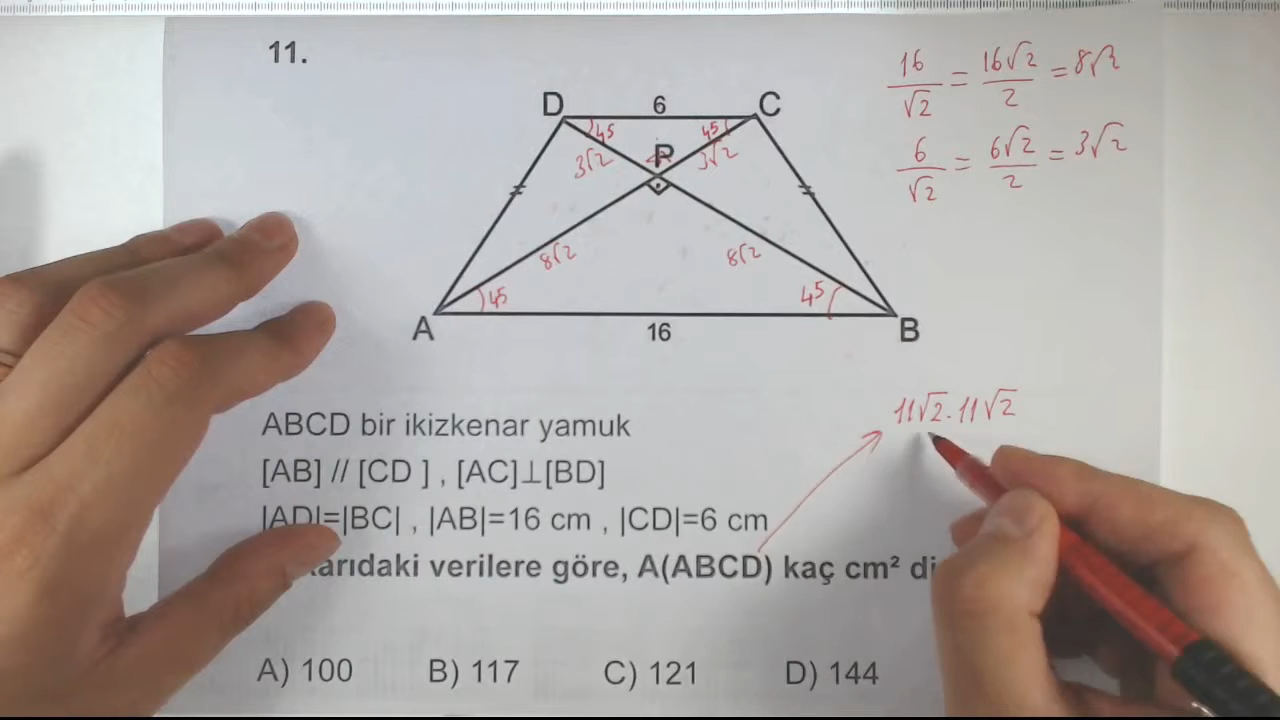 11.
D 6 C
45 45
P
3√2 3√2
8√2 8√2
45 45
A 16 B
16/√2 = 16√2/2 = 8√2
6/√2 = 6√2/2 = 3√2
11√2 . 11√2
ABCD bir ikizkenar yamuk
[AB] // [CD ] , [AC]⊥[BD]
|AD|=|BC| , |AB|=16 cm , |CD|=6 cm
verilere göre, A(ABCD) kaç cm²
A) 100 B) 117 C) 121 D) 144